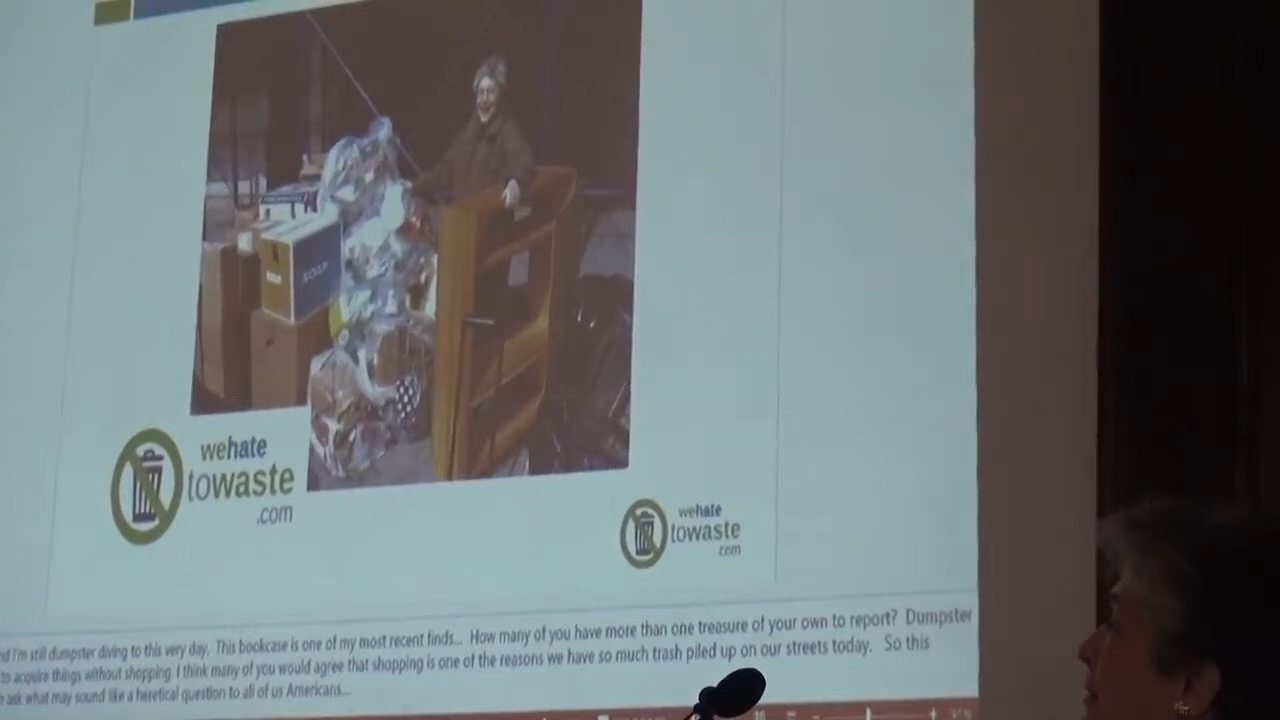 SOAP
wehate
towaste
.com
wehate
towaste
.com
I'm still dumpster diving to this very day. This bookcase is one of my most recent finds... How many of you have more than one treasure of your own to report? Dumpster
to acquire things without shopping. I think many of you would agree that shopping is one of the reasons we have so much trash piled up on our streets today. So this
ask what may sound like a heretical question to all of us Americans...